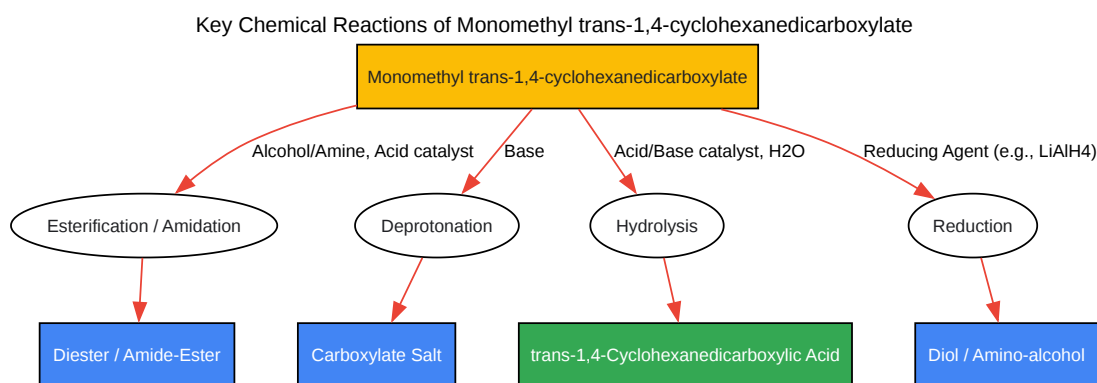 Key Chemical Reactions of Monomethyl trans-1,4-cyclohexanedicarboxylate
Monomethyl trans-1,4-cyclohexanedicarboxylate
Alcohol/Amine, Acid catalyst
Base
Acid/Base catalyst, H2O
Reducing Agent (e.g., LiAlH4)
Esterification / Amidation
Deprotonation
Hydrolysis
Reduction
Diester / Amide-Ester
Carboxylate Salt
trans-1,4-Cyclohexanedicarboxylic Acid
Diol / Amino-alcohol